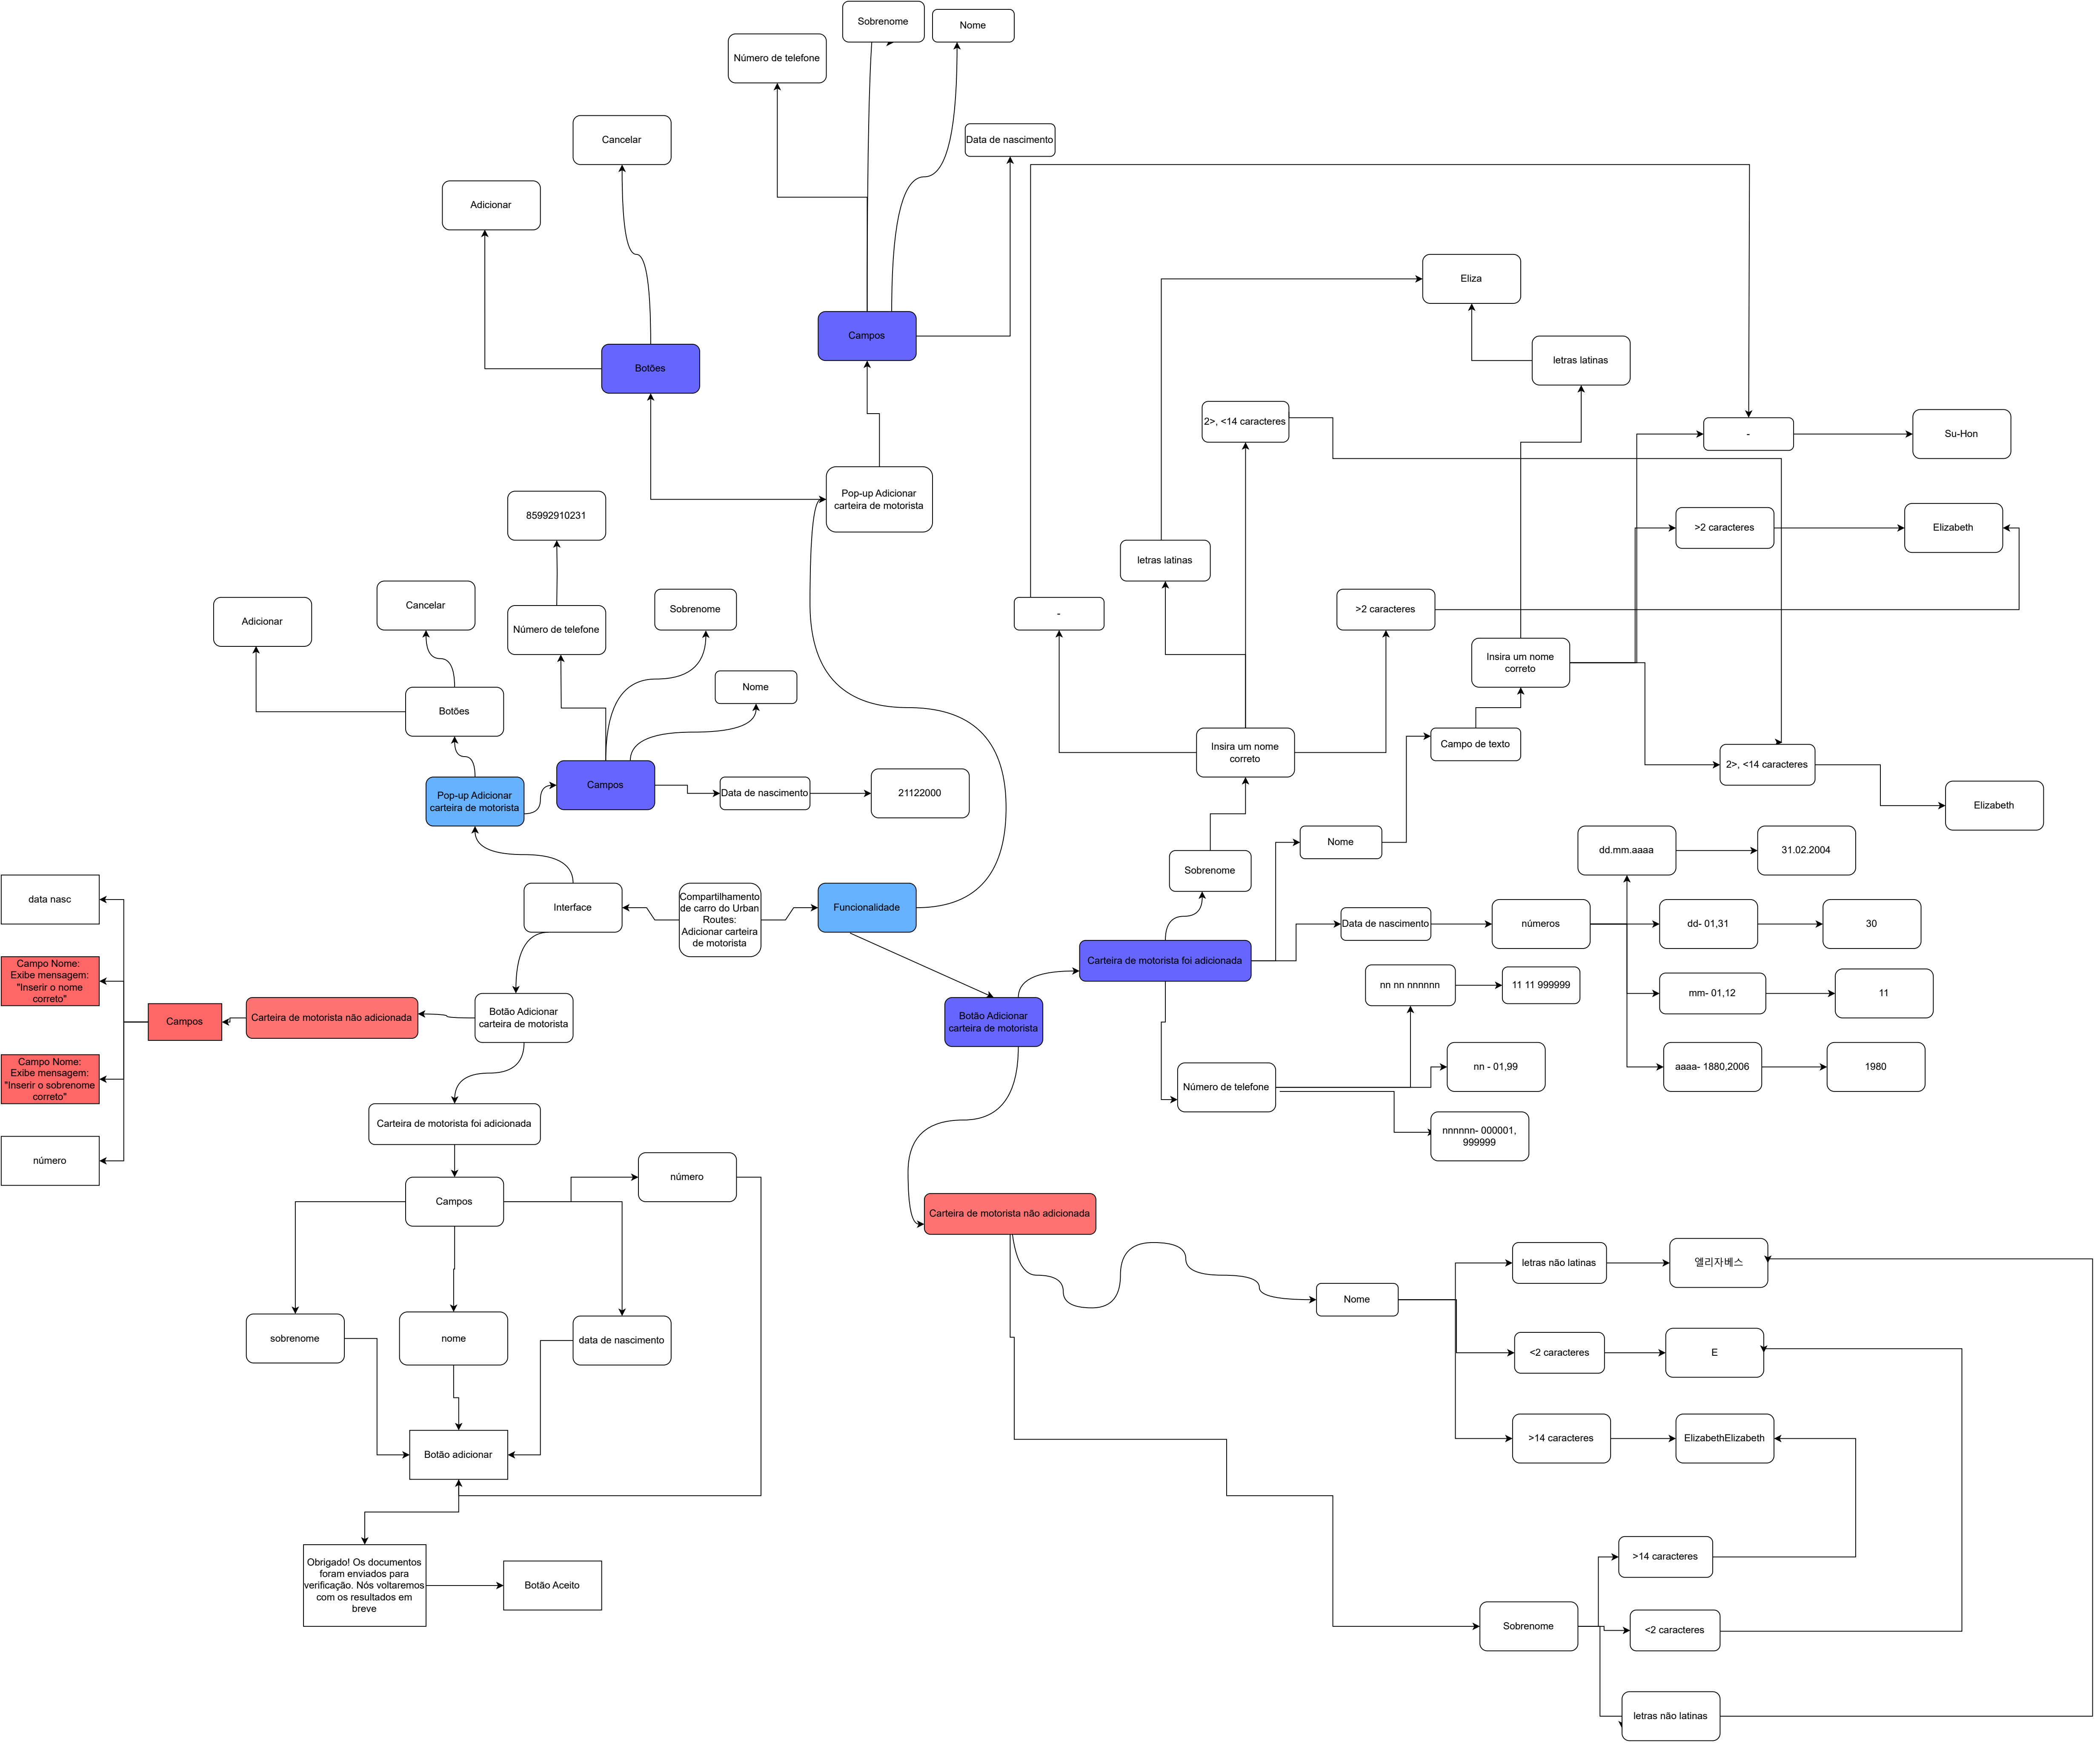 Sobrenome
Nome
Número de telefone
Cancelar
Data de nascimento
Adicionar
Eliza
Campos
letras latinas
Botões
2>, <14 caracteres
-
Su-Hon
Pop-up Adicionar
carteira de motorista
85992910231
>2 caracteres
Elizabeth
letras latinas
Adicionar
Cancelar
Número de telefone
Sobrenome
-
>2 caracteres
Insira um nome
correto
Nome
Botões
Insira um nome
correto
Campo de texto
2>, <14 caracteres
Pop-up Adicionar
carteira de motorista
Campos
Data de nascimento
21122000
Elizabeth
Nome
dd.mm.aaaa
31.02.2004
Sobrenome
data nasc
Interface
Compartilhamento
de carro do Urban
Routes:
Adicionar carteira
de motorista
Funcionalidade
Data de nascimento
números
dd- 01,31
30
Carteira de motorista foi adicionada
Campo Nome:
Exibe mensagem:
"Inserir o nome
correto"
nn nn nnnnnn
11 11 999999
mm- 01,12
11
Campos
Carteira de motorista não adicionada
Botão Adicionar
carteira de motorista
Botão Adicionar
carteira de motorista
Campo Nome:
Exibe mensagem:
"Inserir o sobrenome
correto"
Número de telefone
nn - 01,99
aaaa- 1880,2006
1980
Carteira de motorista foi adicionada
nnnnnn- 000001,
999999
número
Campos
número
Carteira de motorista não adicionada
letras não latinas
엘리자베스
Nome
sobrenome
nome
data de nascimento
<2 caracteres
E
Botão adicionar
>14 caracteres
ElizabethElizabeth
Obrigado! Os documentos
foram enviados para
verificação. Nós voltaremos
com os resultados em
breve
Botão Aceito
>14 caracteres
Sobrenome
<2 caracteres
letras não latinas